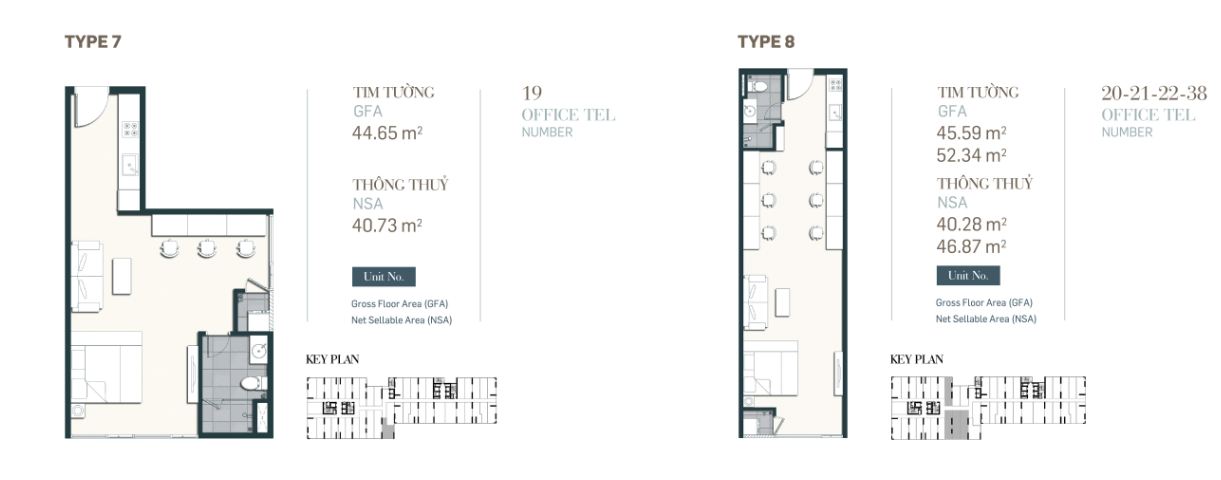 TYPE 7
TIM TƯỜNG
GFA
44.65 m²
THÔNG THUỶ
NSA
40.73 m²
Unit No.
Gross Floor Area (GFA)
Net Sellable Area (NSA)
19
OFFICE TEL
NUMBER
KEY PLAN
TYPE 8
TIM TƯỜNG
GFA
45.59 m²
52.34 m²
THÔNG THUỶ
NSA
40.28 m²
46.87 m²
Unit No.
Gross Floor Area (GFA)
Net Sellable Area (NSA)
20-21-22-38
OFFICE TEL
NUMBER
KEY PLAN